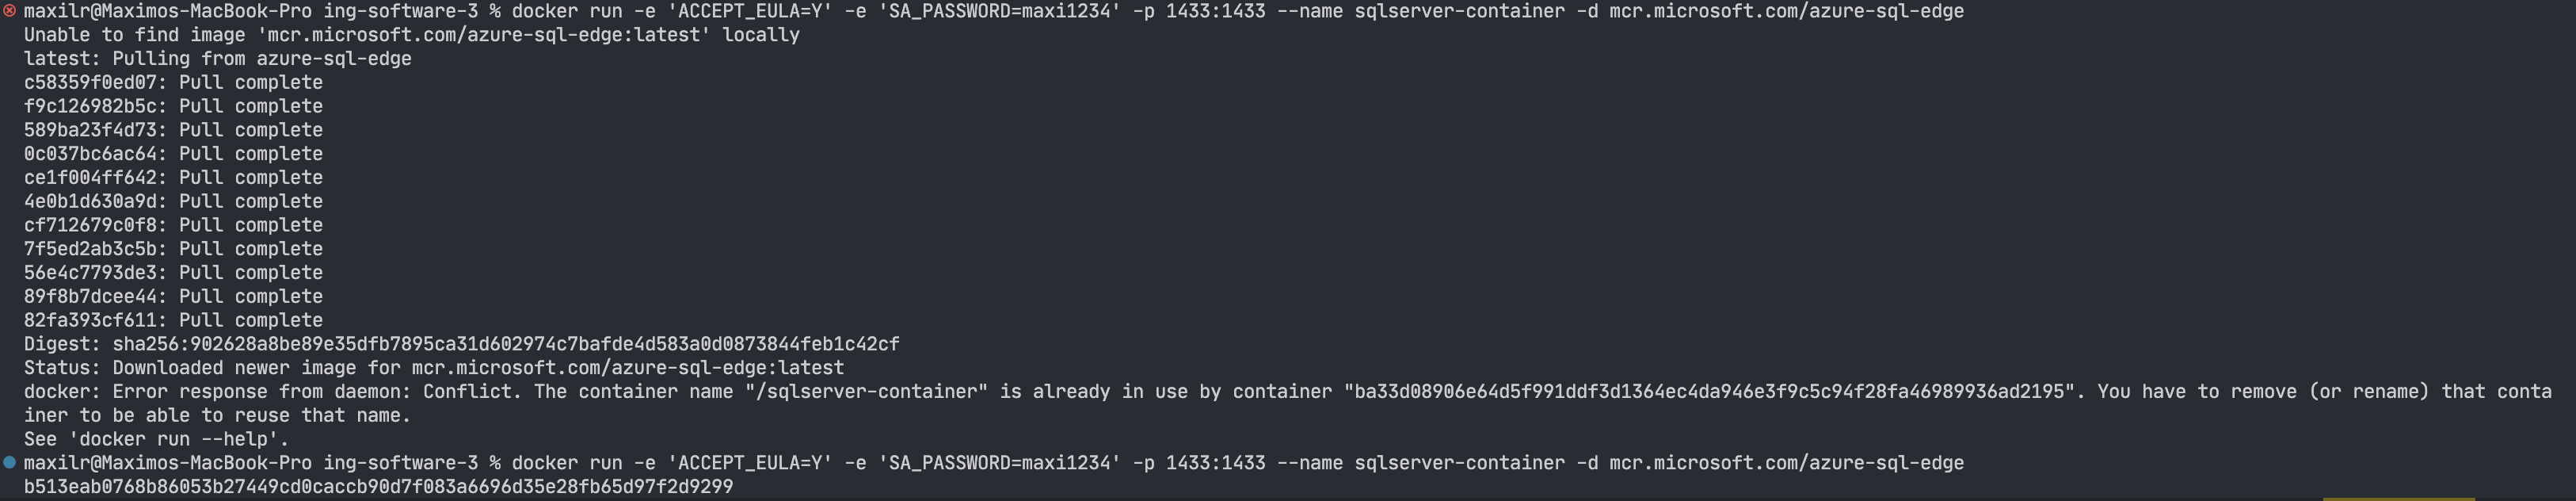 maxilr@Maximos-MacBook-Pro ing-software-3 % docker run -e 'ACCEPT_EULA=Y' -e 'SA_PASSWORD=maxi1234' -p 1433:1433 --name sqlserver-container -d mcr.microsoft.com/azure-sql-edge
Unable to find image 'mcr.microsoft.com/azure-sql-edge:latest' locally
latest: Pulling from azure-sql-edge
c58359f0ed07: Pull complete
f9c126982b5c: Pull complete
589ba23f4d73: Pull complete
0c037bc6ac64: Pull complete
ce1f004ff642: Pull complete
4e0b1d630a9d: Pull complete
cf712679c0f8: Pull complete
7f5ed2ab3c5b: Pull complete
56e4c7793de3: Pull complete
89f8b7dcee44: Pull complete
82fa393cf611: Pull complete
Digest: sha256:902628a8be89e35dfb7895ca31d602974c7bafde4d583a0d0873844feb1c42cf
Status: Downloaded newer image for mcr.microsoft.com/azure-sql-edge:latest
docker: Error response from daemon: Conflict. The container name "/sqlserver-container" is already in use by container "ba33d08906e64d5f991ddf3d1364ec4da946e3f9c5c94f28fa46989936ad2195". You have to remove (or rename) that conta
iner to be able to reuse that name.
See 'docker run --help'.
maxilr@Maximos-MacBook-Pro ing-software-3 % docker run -e 'ACCEPT_EULA=Y' -e 'SA_PASSWORD=maxi1234' -p 1433:1433 --name sqlserver-container -d mcr.microsoft.com/azure-sql-edge
b513eab0768b86053b27449cd0caccb90d7f083a6696d35e28fb65d97f2d9299